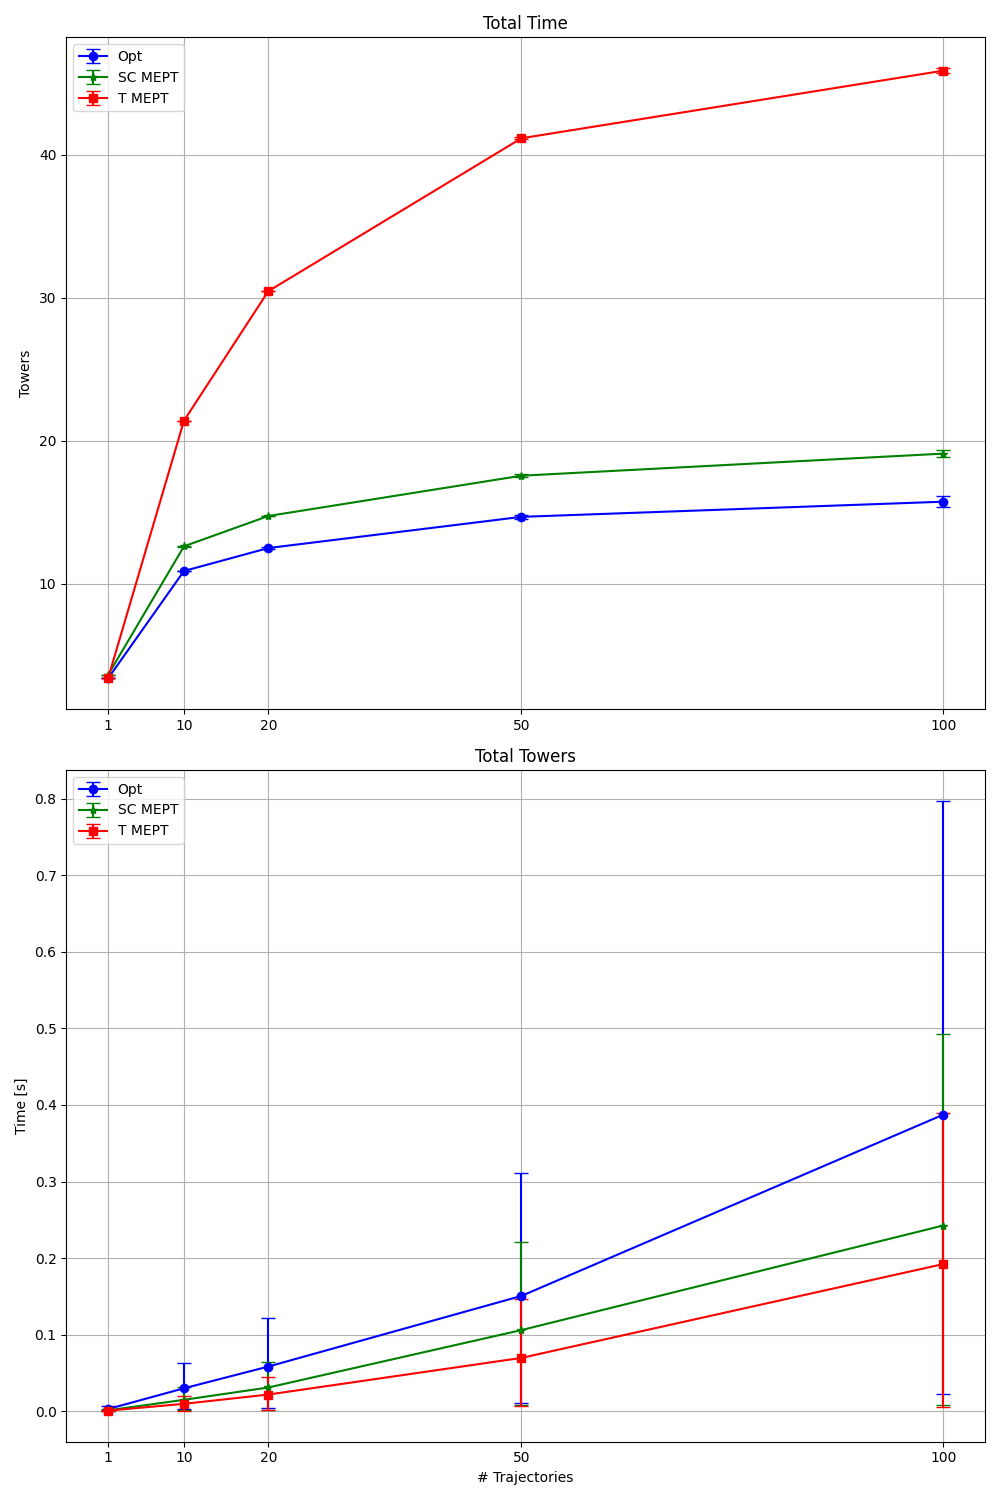 Total Time
Opt
SC MEPT
T MEPT
40
30
20
10
Towers
1 10 20 50 100
Total Towers
Opt
SC MEPT
T MEPT
0.8
0.7
0.6
0.5
0.4
0.3
0.2
0.1
0.0
Time [s]
1 10 20 50 100
# Trajectories